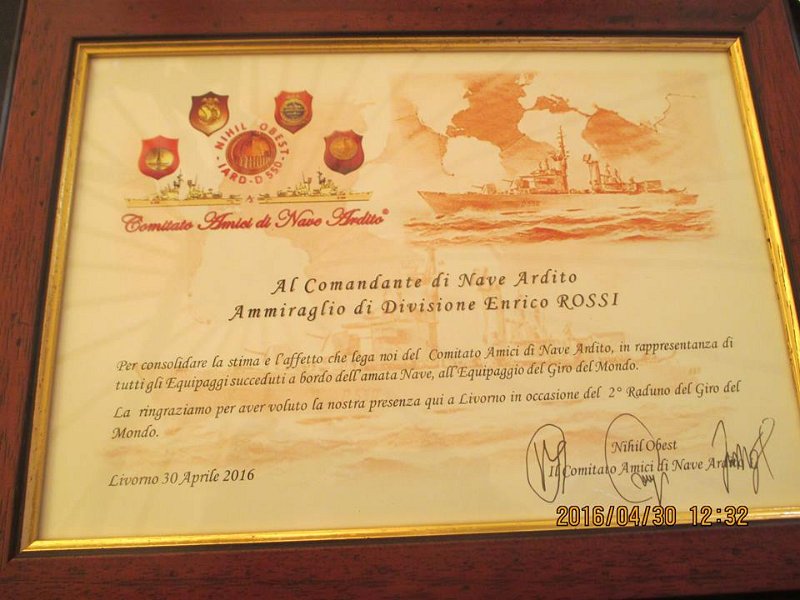 NIHIL OBEST
TARD-D 550
Comitato Amici di Nave Ardito
Al Comandante di Nave Ardito
Ammiraglio di Divisione Enrico ROSSI
Per consolidare la stima e l'affetto che lega noi del Comitato Amici di Nave Ardito, in rappresentanza di
tutti gli Equipaggi succeduti a bordo dell'amata Nave, all'Equipaggio del Giro del Mondo.
La ringraziamo per aver voluto la nostra presenza qui a Livorno in occasione del 2° Raduno del Giro del
Mondo.
Nihil Obest
Il Comitato Amici di Nave Ardito
Livorno 30 Aprile 2016
2016/04/30 12:32